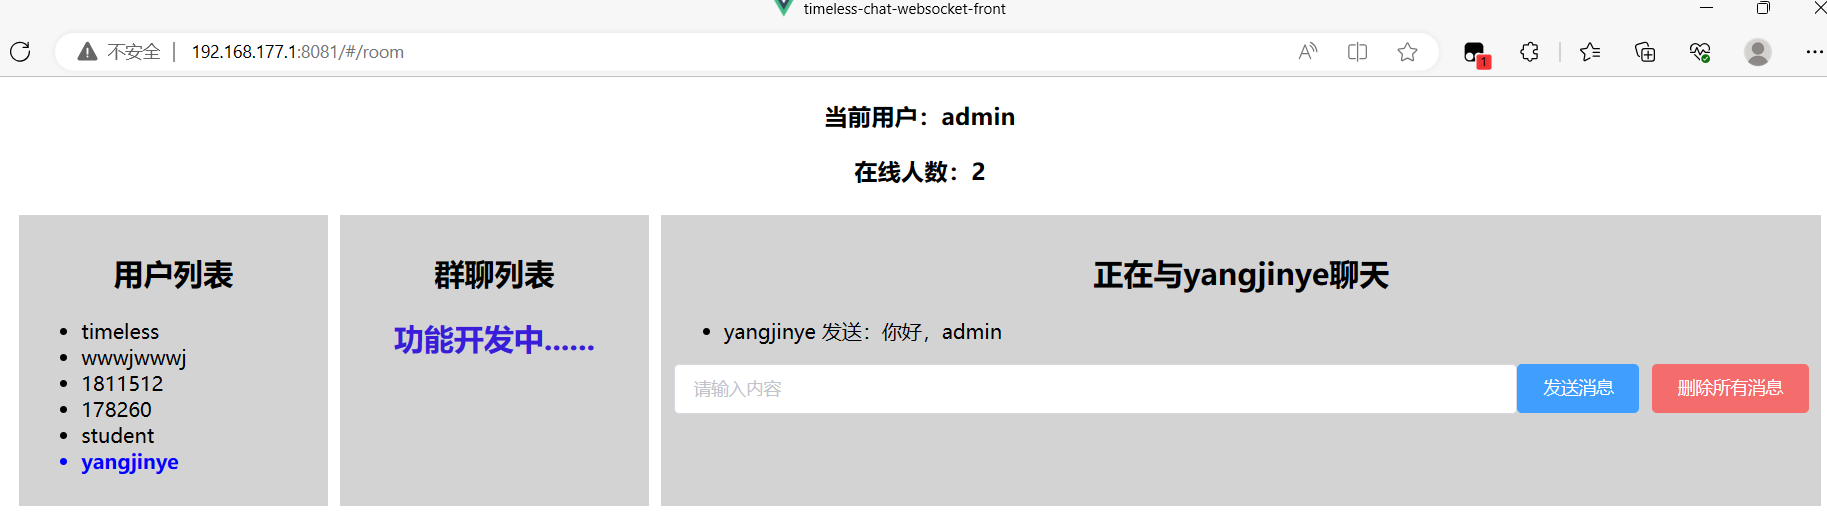 timeless-chat-websocket-front
不安全 192.168.177.1:8081/#/room
1
当前用户：admin
在线人数：2
用户列表
timeless
wwwjwwwj
1811512
178260
student
yangjinye
群聊列表
功能开发中......
正在与yangjinye聊天
yangjinye 发送：你好，admin
请输入内容
发送消息
删除所有消息